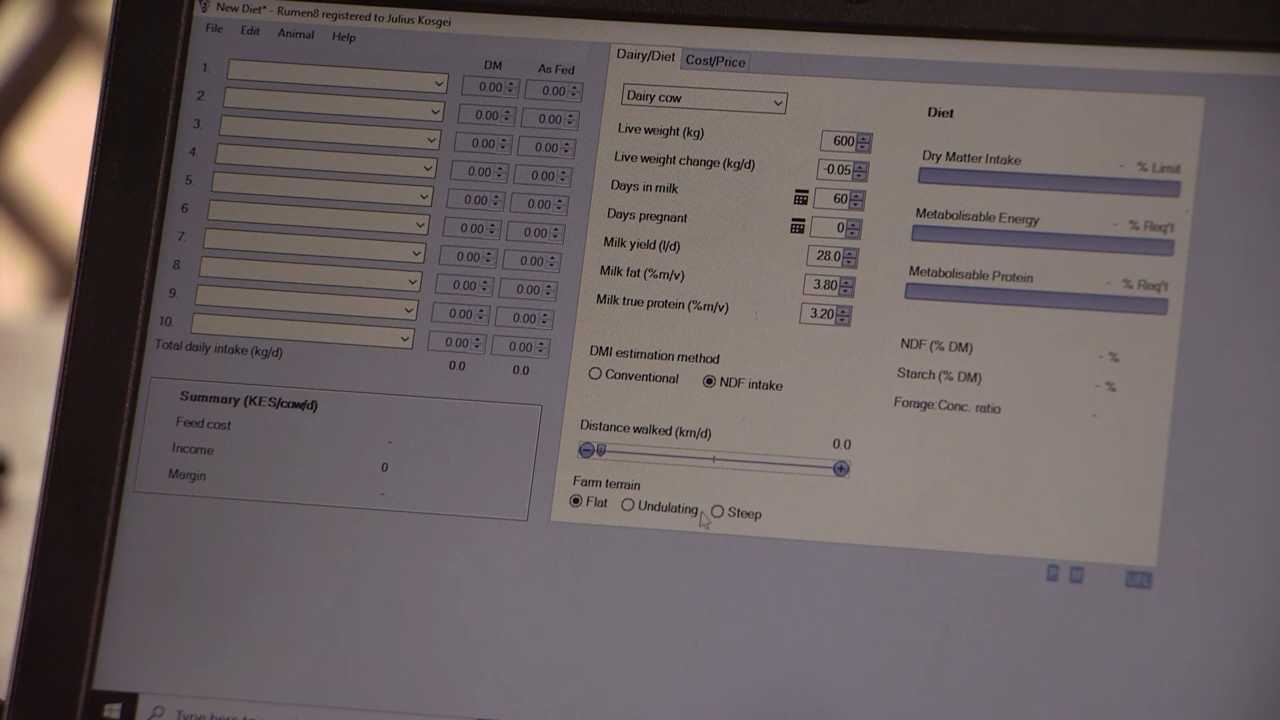 New Diet* - Rumen8 registered to Julius Kosgei
File Edit Animal Help
DM As Fed
1. 0.00 0.00
2. 0.00 0.00
3. 0.00 0.00
4. 0.00 0.00
5. 0.00 0.00
6. 0.00 0.00
7. 0.00 0.00
8. 0.00 0.00
9. 0.00 0.00
10. 0.00 0.00
Total daily intake (kg/d) 0.0 0.0
Summary (KES/cow/d)
Feed cost -
Income 0
Margin -
Dairy/Diet Cost/Price
Dairy cow
Live weight (kg) 600
Live weight change (kg/d) -0.05
Days in milk 60
Days pregnant 0
Milk yield (l/d) 28.0
Milk fat (%m/v) 3.80
Milk true protein (%m/v) 3.20
DMI estimation method
Conventional NDF intake
Distance walked (km/d) 0.0
Farm terrain
Flat Undulating Steep
Diet
Dry Matter Intake - % Limit
Metabolisable Energy - % Req't
Metabolisable Protein - % Req't
NDF (% DM) - %
Starch (% DM) - %
Forage:Conc. ratio -
P M
Type here to